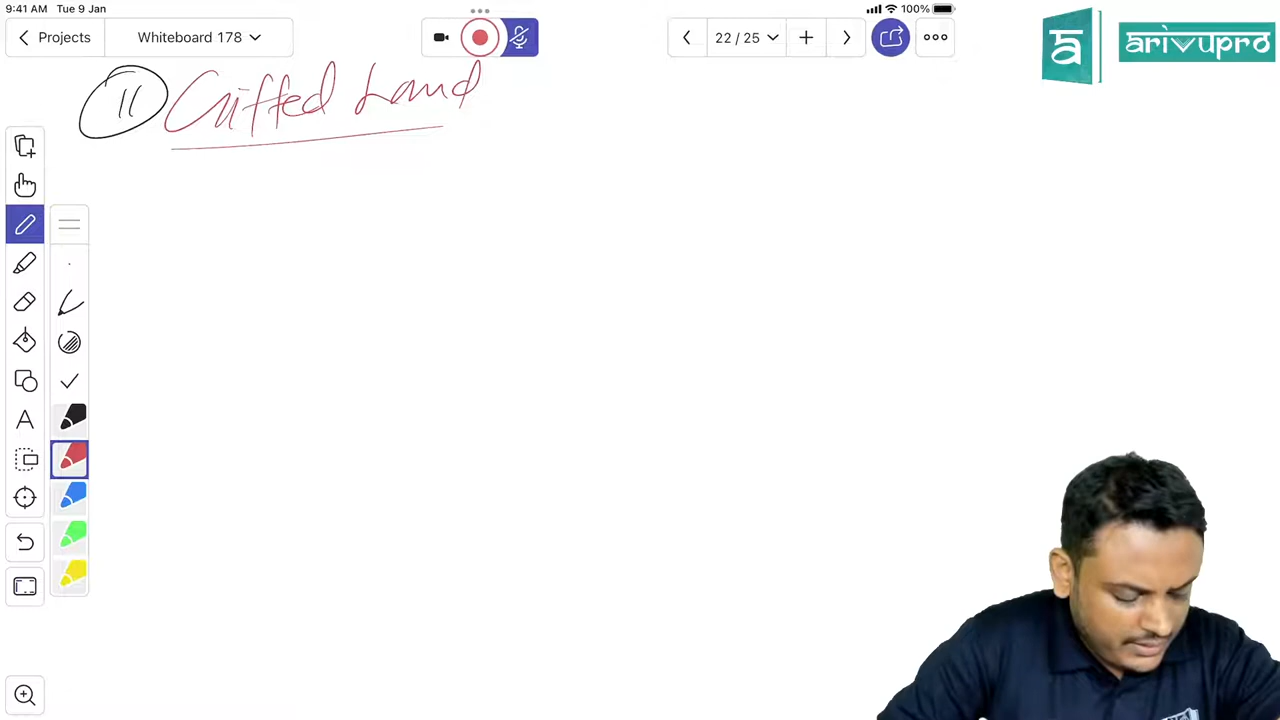 9:41 AM Tue 9 Jan
100%
Projects
Whiteboard 178
22 / 25
a
arivupro
11 Gifted Land
A